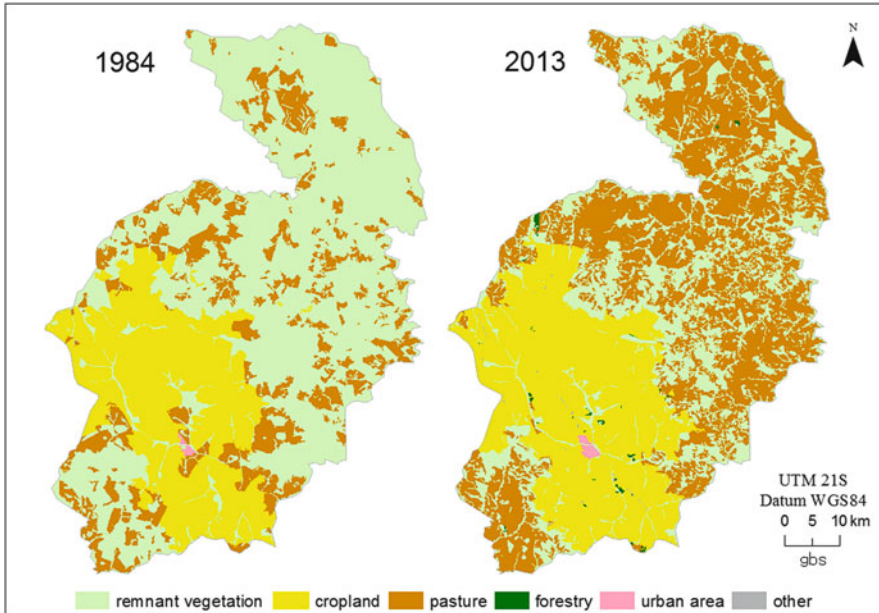 1984
2013
N
UTM 21S
Datum WGS84
0 5 10 km
gbs
remnant vegetation cropland pasture forestry urban area other